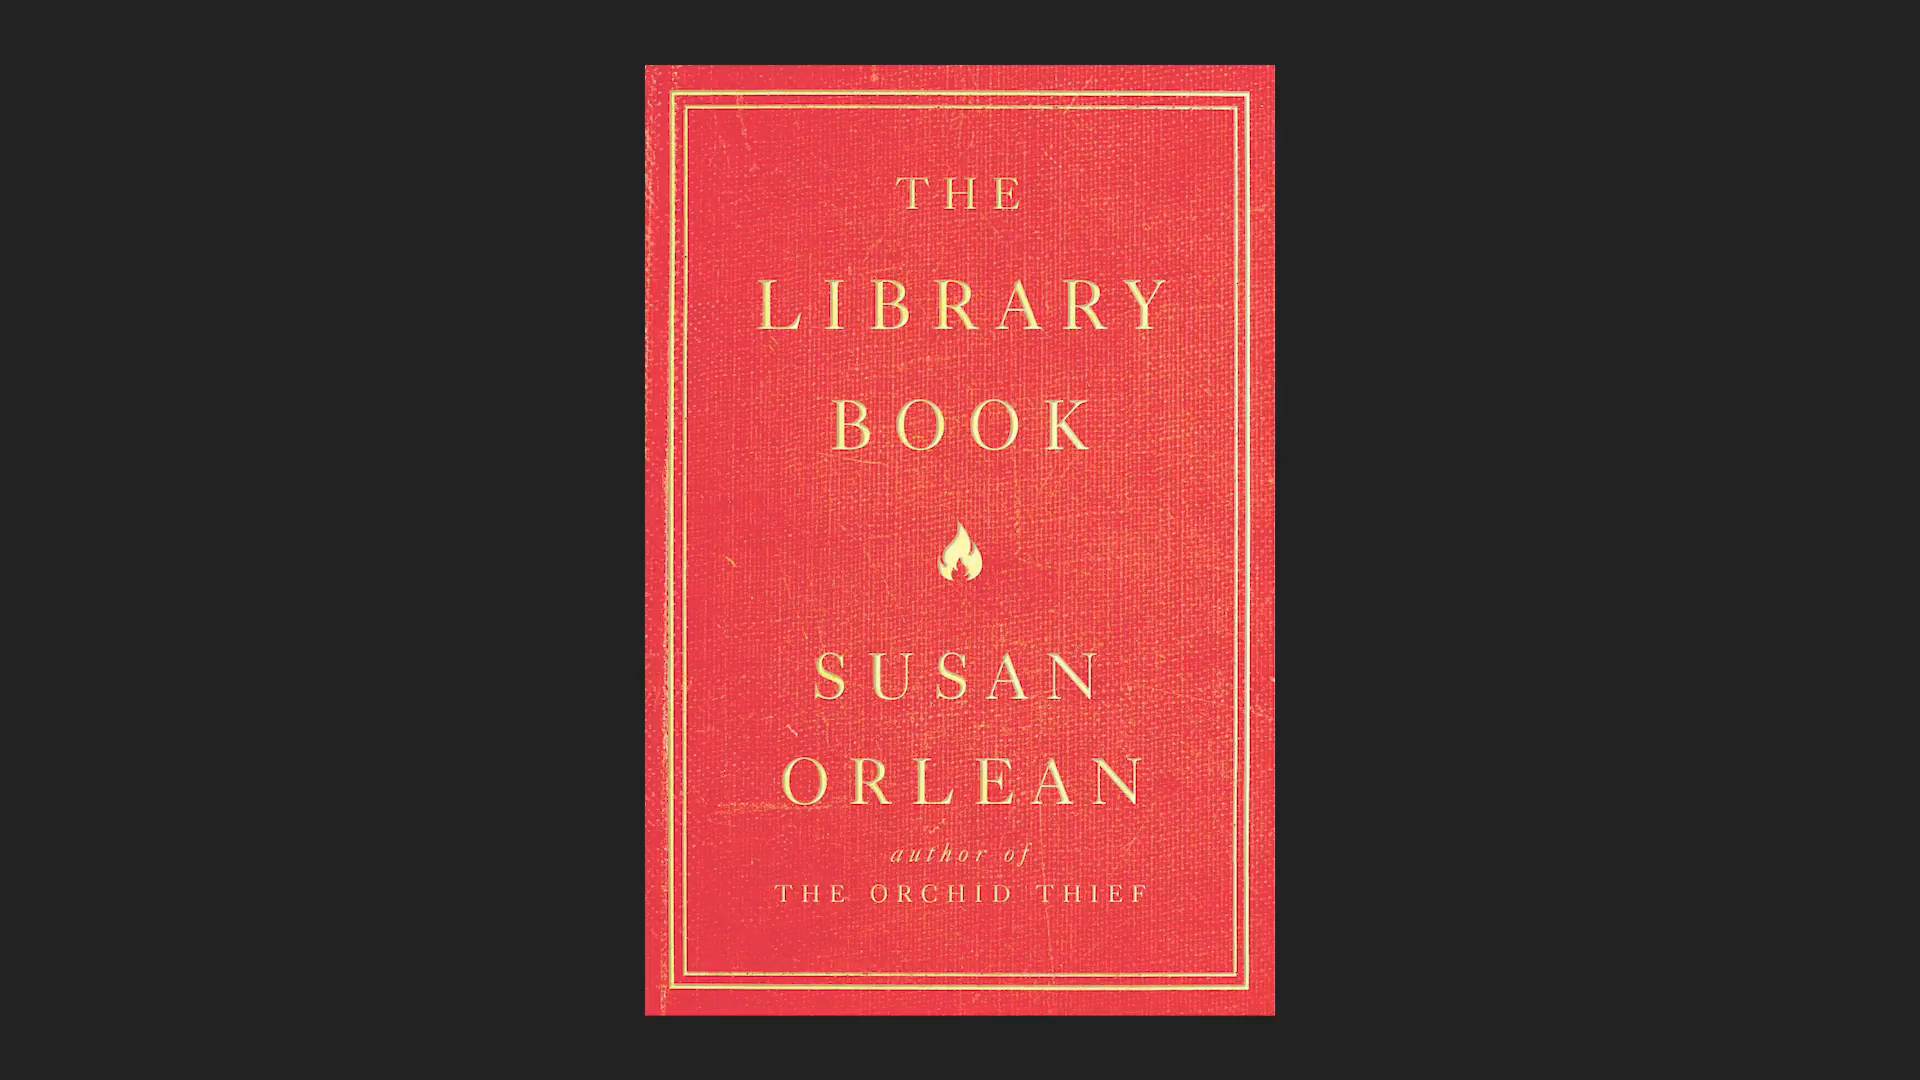 THE
LIBRARY
BOOK
SUSAN
ORLEAN
author of
THE ORCHID THIEF